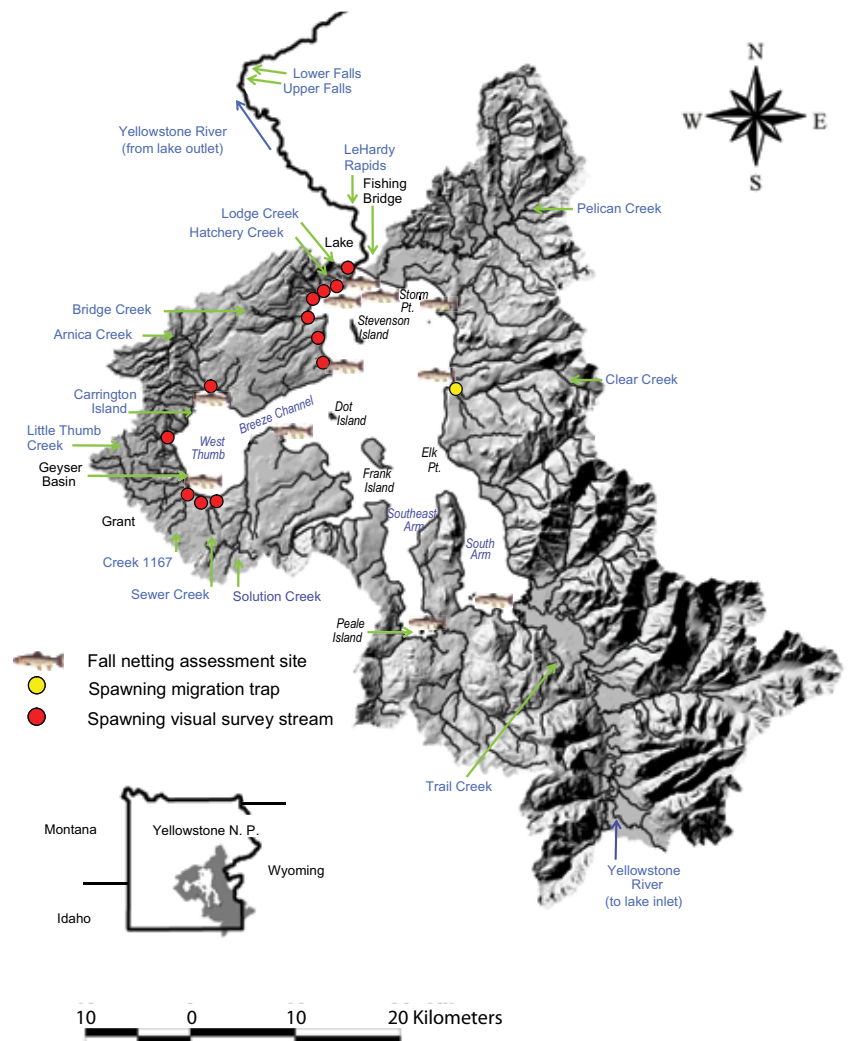 Lower Falls
Upper Falls
N
W
E
S
Yellowstone River
(from lake outlet)
LeHardy
Rapids
Fishing
Bridge
Pelican Creek
Lodge Creek
Hatchery Creek
Lake
Storm
Pt.
Bridge Creek
Stevenson
Island
Arnica Creek
Clear Creek
Carrington
Island
Breeze Channel
Dot
Island
Little Thumb
Creek
West
Thumb
Elk
Pt.
Geyser
Basin
Frank
Island
Grant
Southeast
Arm
South
Arm
Creek 1167
Sewer Creek
Solution Creek
Peale
Island
Fall netting assessment site
Spawning migration trap
Spawning visual survey stream
Trail Creek
Montana
Yellowstone N. P.
Wyoming
Idaho
Yellowstone
River
(to lake inlet)
10 0 10 20 Kilometers